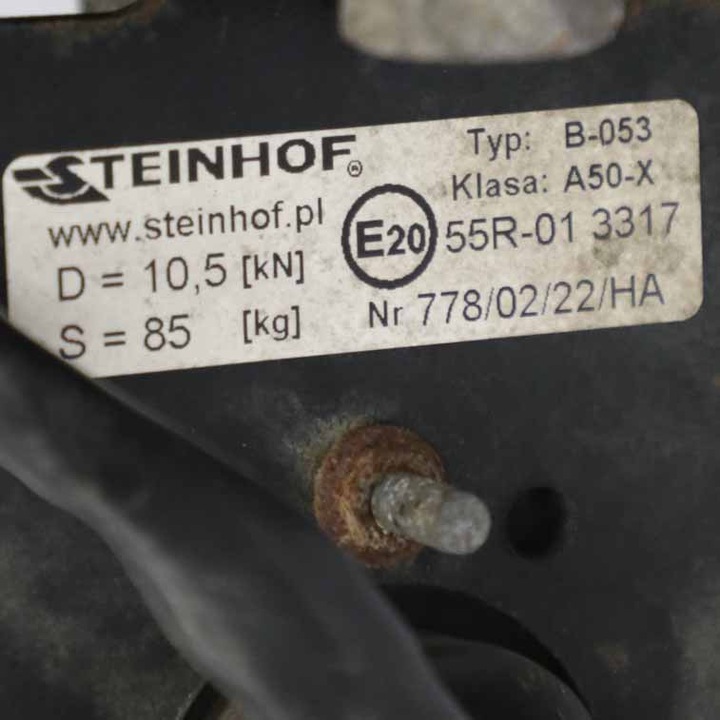 STEINHOF®
www.steinhof.pl
D = 10,5 [kN]
S = 85 [kg]
Typ: B-053
Klasa: A50-X
E20 55R-01 3317
Nr 778/02/22/HA